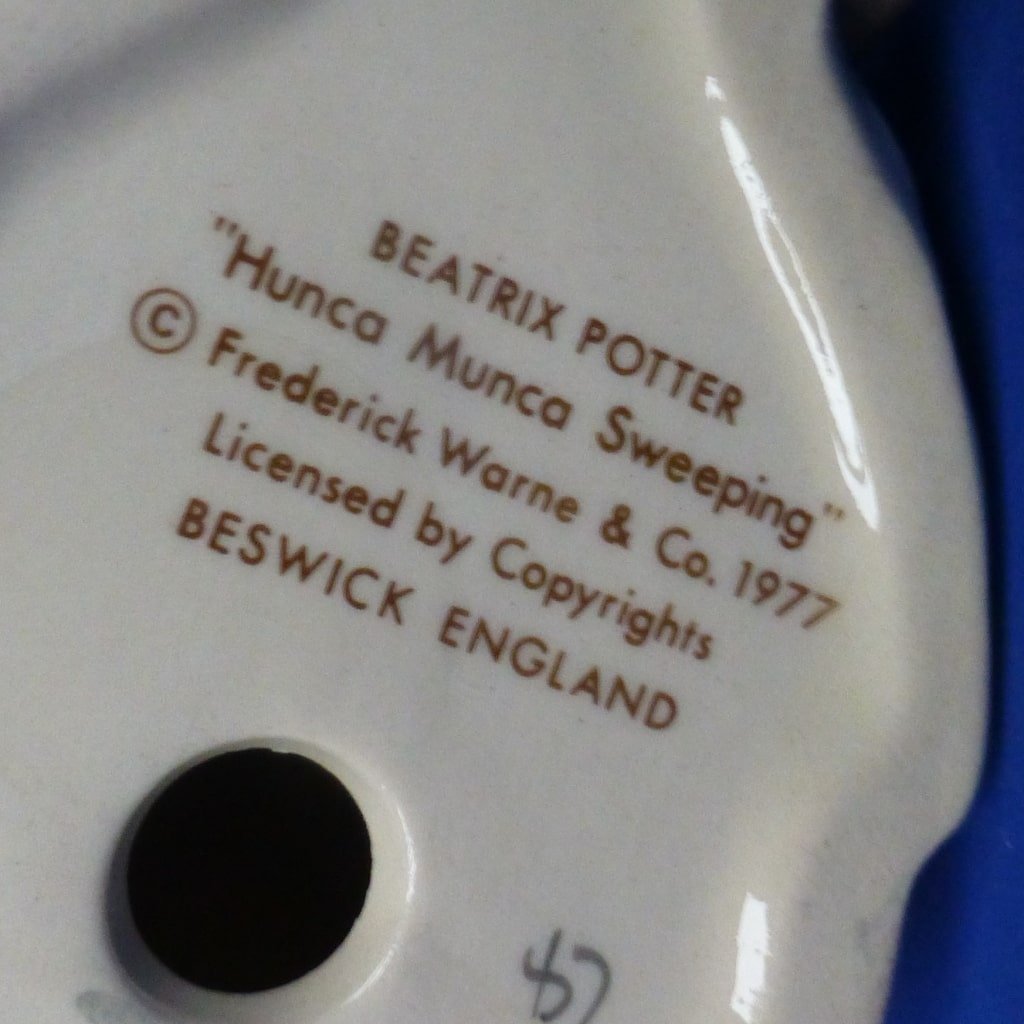 BEATRIX POTTER
"Hunca Munca Sweeping"
© Frederick Warne & Co. 1977
Licensed by Copyrights
BESWICK ENGLAND